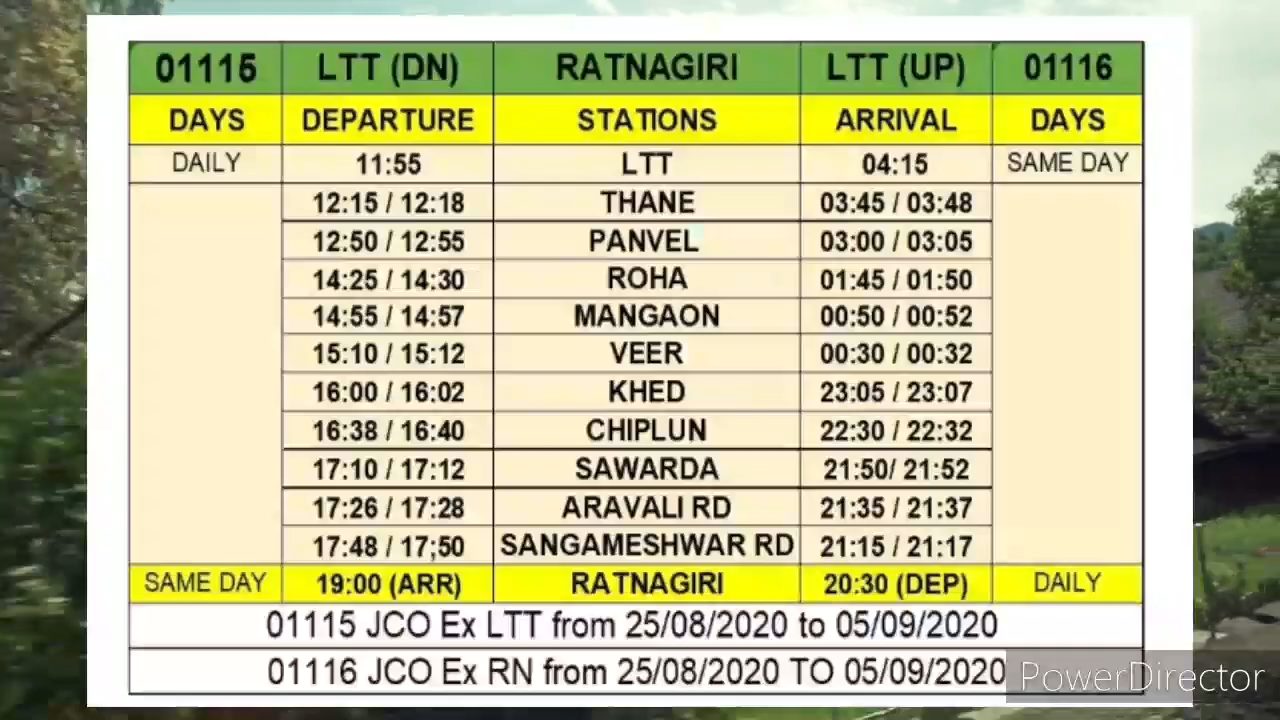 01115 LTT (DN) RATNAGIRI LTT (UP) 01116
DAYS DEPARTURE STATIONS ARRIVAL DAYS
DAILY 11:55 LTT 04:15 SAME DAY
12:15 / 12:18 THANE 03:45 / 03:48
12:50 / 12:55 PANVEL 03:00 / 03:05
14:25 / 14:30 ROHA 01:45 / 01:50
14:55 / 14:57 MANGAON 00:50 / 00:52
15:10 / 15:12 VEER 00:30 / 00:32
16:00 / 16:02 KHED 23:05 / 23:07
16:38 / 16:40 CHIPLUN 22:30 / 22:32
17:10 / 17:12 SAWARDA 21:50/ 21:52
17:26 / 17:28 ARAVALI RD 21:35 / 21:37
17:48 / 17;50 SANGAMESHWAR RD 21:15 / 21:17
SAME DAY 19:00 (ARR) RATNAGIRI 20:30 (DEP) DAILY
01115 JCO Ex LTT from 25/08/2020 to 05/09/2020
01116 JCO Ex RN from 25/08/2020 TO 05/09/2020
PowerDirector